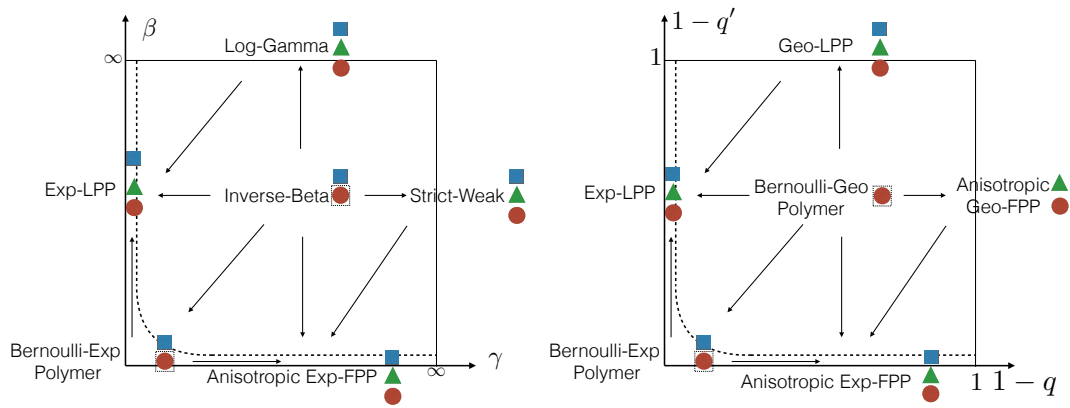 β
Log-Gamma
∞
Exp-LPP
Inverse-Beta
Strict-Weak
Bernoulli-Exp
Polymer
Anisotropic Exp-FPP
∞
γ
1 − q′
Geo-LPP
1
Exp-LPP
Bernoulli-Geo
Polymer
Anisotropic
Geo-FPP
Bernoulli-Exp
Polymer
Anisotropic Exp-FPP
1
1 − q